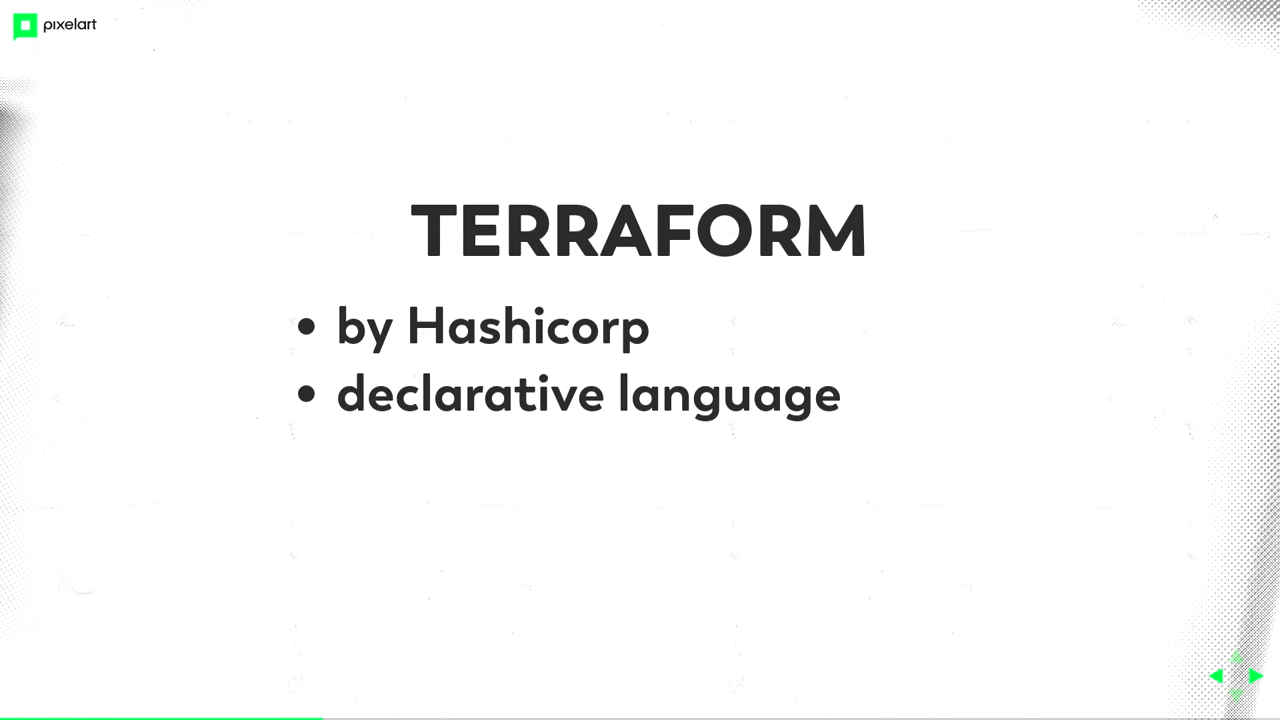 pixelart
TERRAFORM
• by Hashicorp
• declarative language